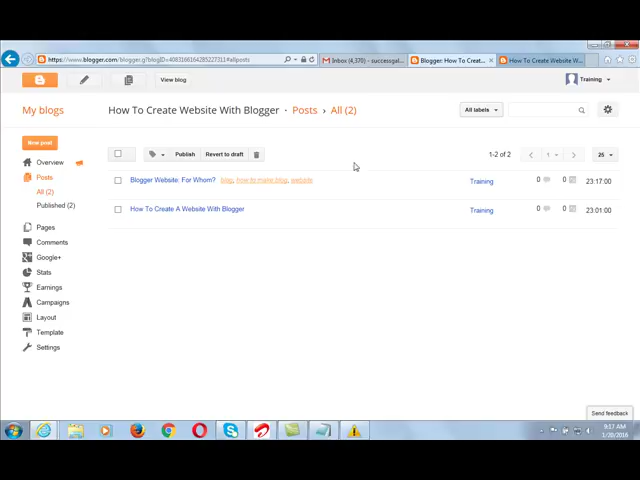 https://www.blogger.com/blogger.g?blogID=4083166164285227311#allposts
Inbox (4,370) – successgal...
Blogger: How To Creat...
How To Create Website W...
View blog
Training
My blogs
How To Create Website With Blogger · Posts › All (2)
All labels
New post
Publish
Revert to draft
1-2 of 2
1
25
Overview
Posts
All (2)
Published (2)
Pages
Comments
Google+
Stats
Earnings
Campaigns
Layout
Template
Settings
Blogger Website: For Whom? blog, how to make blog, website
Training
0
0
23:17:00
How To Create A Website With Blogger
Training
0
0
23:01:00
Send feedback
9:17 AM
1/20/2016